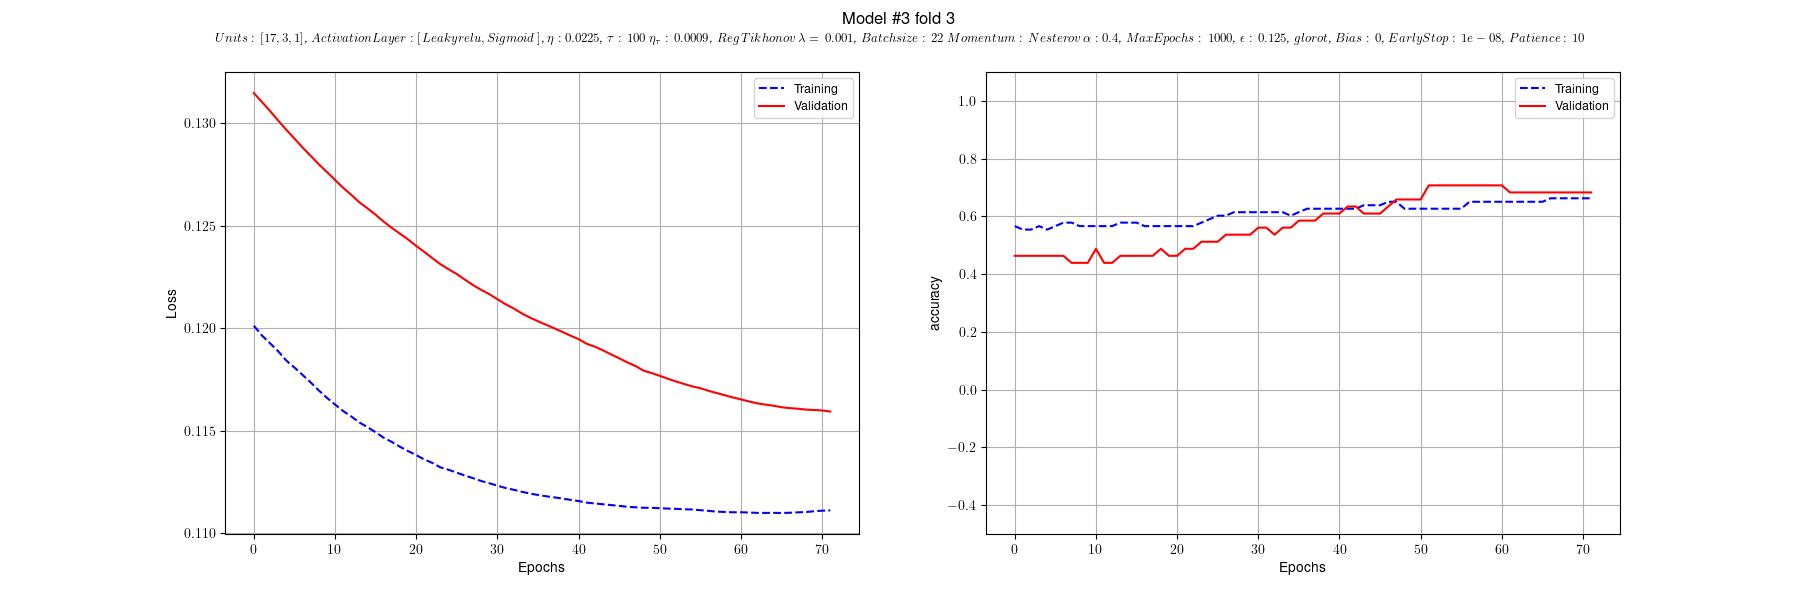 Model #3 fold 3
Units : [17, 3, 1], ActivationLayer : [Leakyrelu, Sigmoid ], η : 0.0225, τ : 100 ητ : 0.0009, RegTikhonov λ = 0.001, Batchsize : 22 Momentum : Nesterov α : 0.4, MaxEpochs : 1000, ϵ : 0.125, glorot, Bias : 0, EarlyStop : 1e − 08, Patience : 10
Training
Validation
0.130
0.125
0.120
0.115
0.110
Loss
0 10 20 30 40 50 60 70
Epochs
Training
Validation
1.0
0.8
0.6
0.4
0.2
0.0
−0.2
−0.4
accuracy
0 10 20 30 40 50 60 70
Epochs